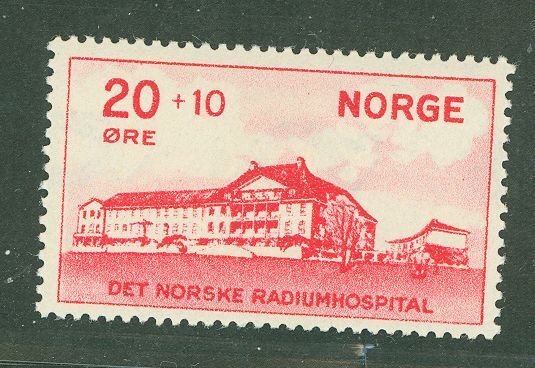 20 + 10 NORGE
ØRE
DET NORSKE RADIUMHOSPITAL